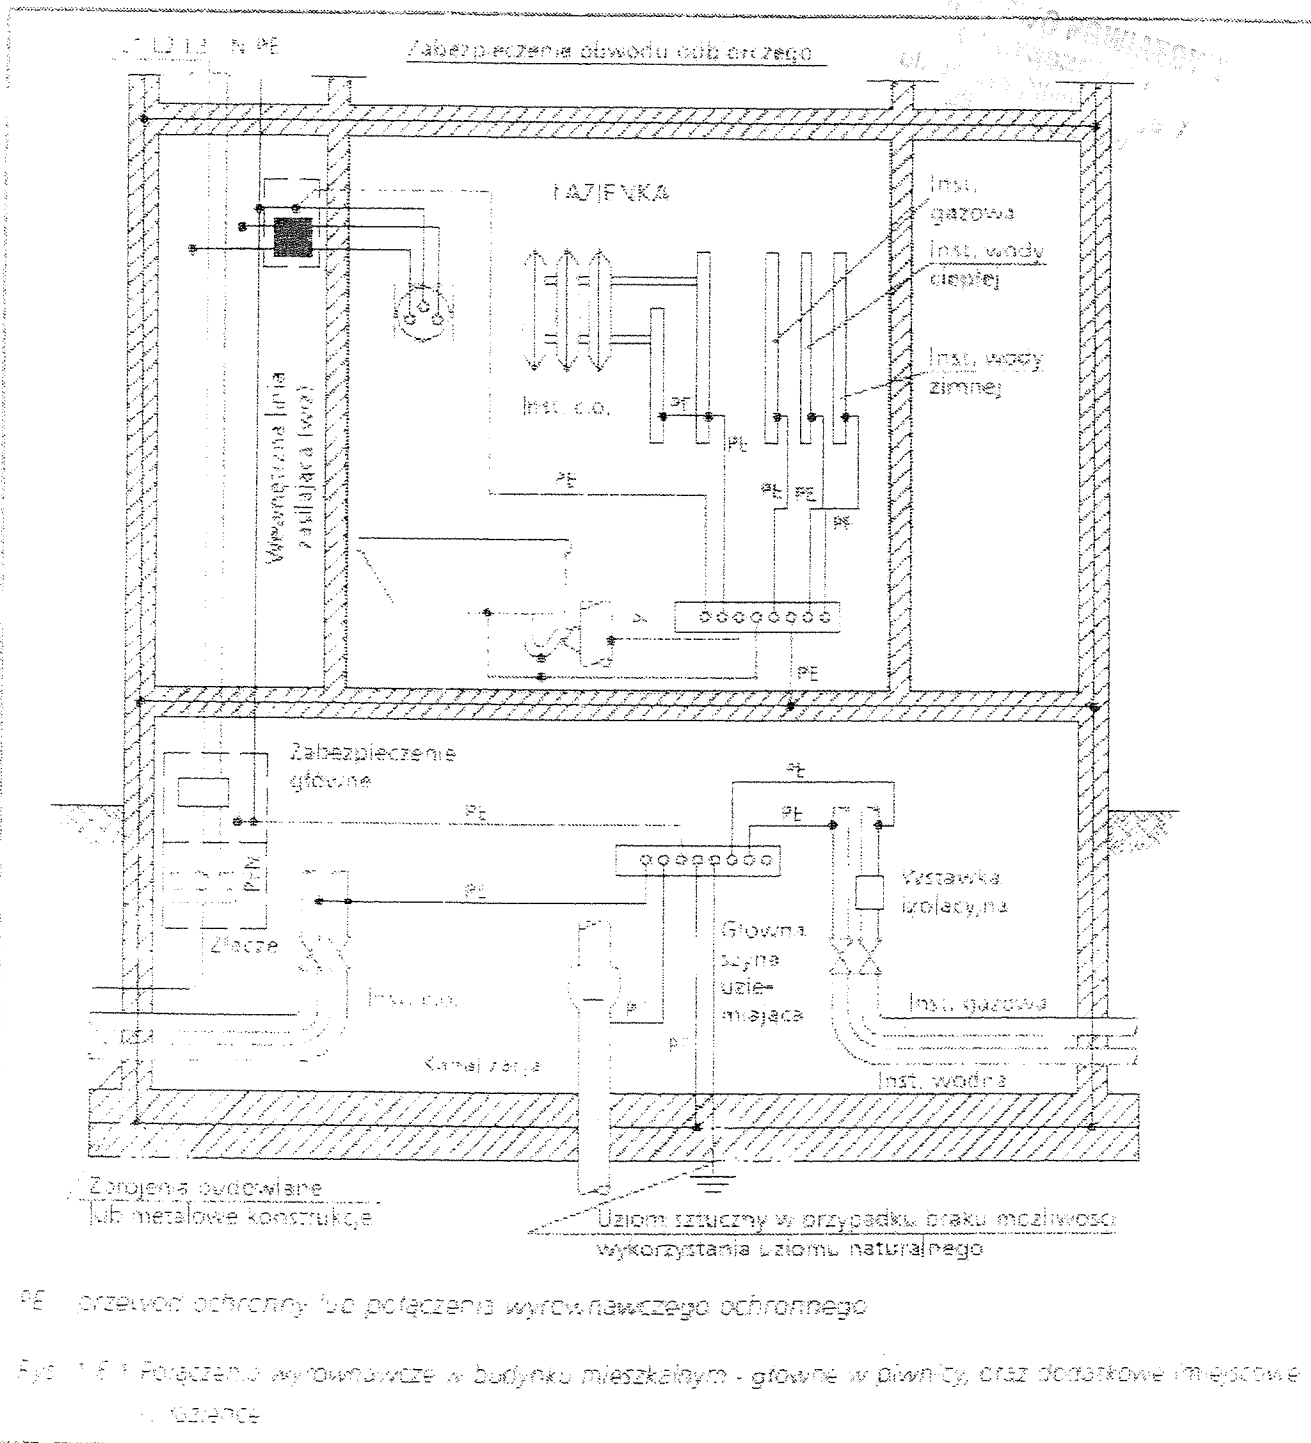 L1 L2 L3 N PE
Zabezpieczenie obwodu odbiorczego
ŁAZIENKA
Inst.
gazowa
Inst. wody
ciepłej
Inst. wody
zimnej
Inst. c.o.
Wewnętrzna linia
zasilająca (wlz)
PE
PE
PE
PE
PE
PE
PE
Zabezpieczenie
główne
PE
PE
PE
PEN
PE
Wstawka
izolacyjna
Złącze
Główna
szyna
uzie-
miająca
Inst. c.o.
Inst. gazowa
Kanalizacja
Inst. wodna
Zbrojenia budowlane
lub metalowe konstrukcje
Uziom sztuczny w przypadku braku możliwości
wykorzystania uziomu naturalnego
PE przewód ochronny lub połączenia wyrównawczego ochronnego
Rys. Połączenia wyrównawcze w budynku mieszkalnym - główne w piwnicy, oraz dodatkowe (miejscowe
łazience